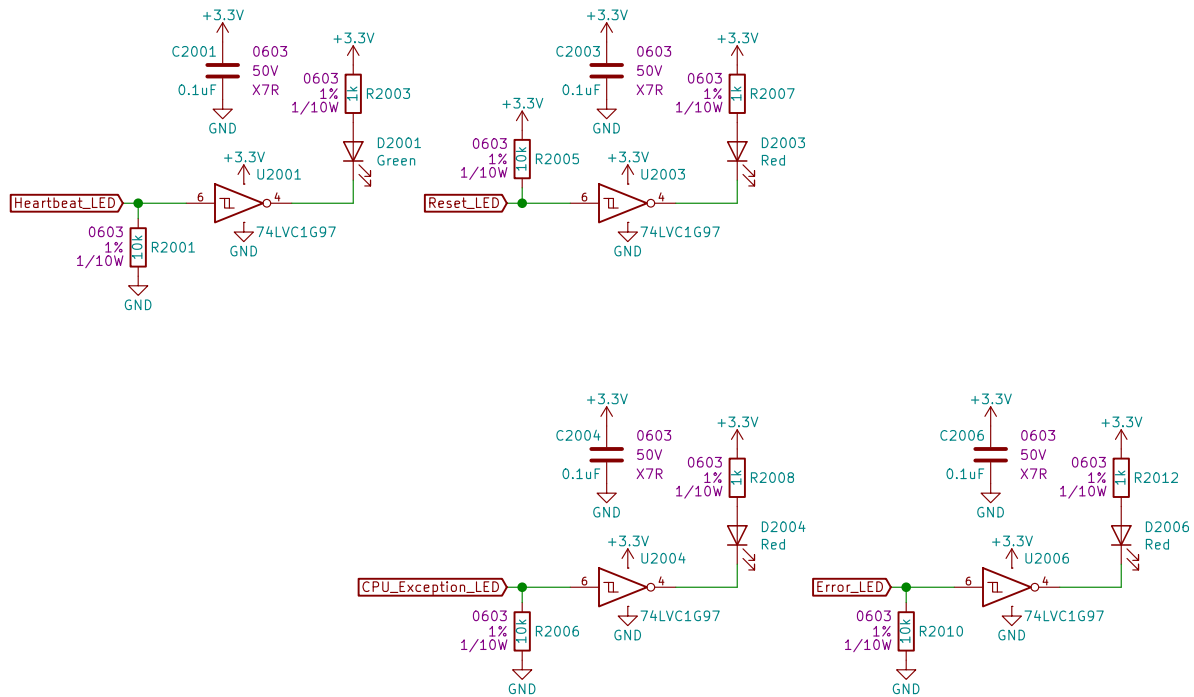 +3.3V
C2001
0.1uF
0603
50V
X7R
GND
+3.3V
0603
1%
1/10W
1k
R2003
D2001
Green
+3.3V
U2001
Heartbeat_LED
6
4
74LVC1G97
GND
0603
1%
1/10W
10k
R2001
GND
+3.3V
C2003
0.1uF
0603
50V
X7R
GND
+3.3V
0603
1%
1/10W
1k
R2007
D2003
Red
+3.3V
0603
1%
1/10W
10k
R2005
+3.3V
U2003
Reset_LED
6
4
74LVC1G97
GND
+3.3V
C2004
0.1uF
0603
50V
X7R
GND
+3.3V
0603
1%
1/10W
1k
R2008
D2004
Red
+3.3V
U2004
CPU_Exception_LED
6
4
74LVC1G97
GND
0603
1%
1/10W
10k
R2006
GND
+3.3V
C2006
0.1uF
0603
50V
X7R
GND
+3.3V
0603
1%
1/10W
1k
R2012
D2006
Red
+3.3V
U2006
Error_LED
6
4
74LVC1G97
GND
0603
1%
1/10W
10k
R2010
GND